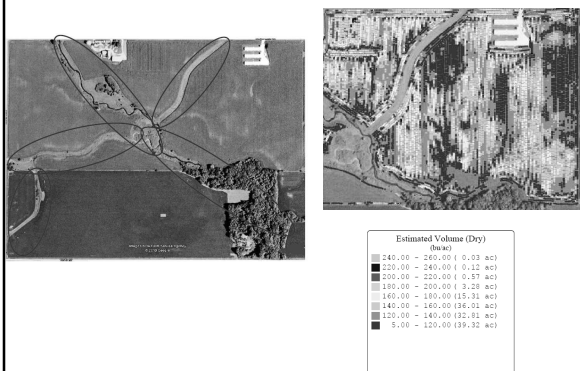 Estimated Volume (Dry)
(bu/ac)
240.00 - 260.00 ( 0.03 ac)
220.00 - 240.00 ( 0.12 ac)
200.00 - 220.00 ( 0.57 ac)
180.00 - 200.00 ( 3.28 ac)
160.00 - 180.00 (15.31 ac)
140.00 - 160.00 (36.01 ac)
120.00 - 140.00 (32.81 ac)
5.00 - 120.00 (39.32 ac)